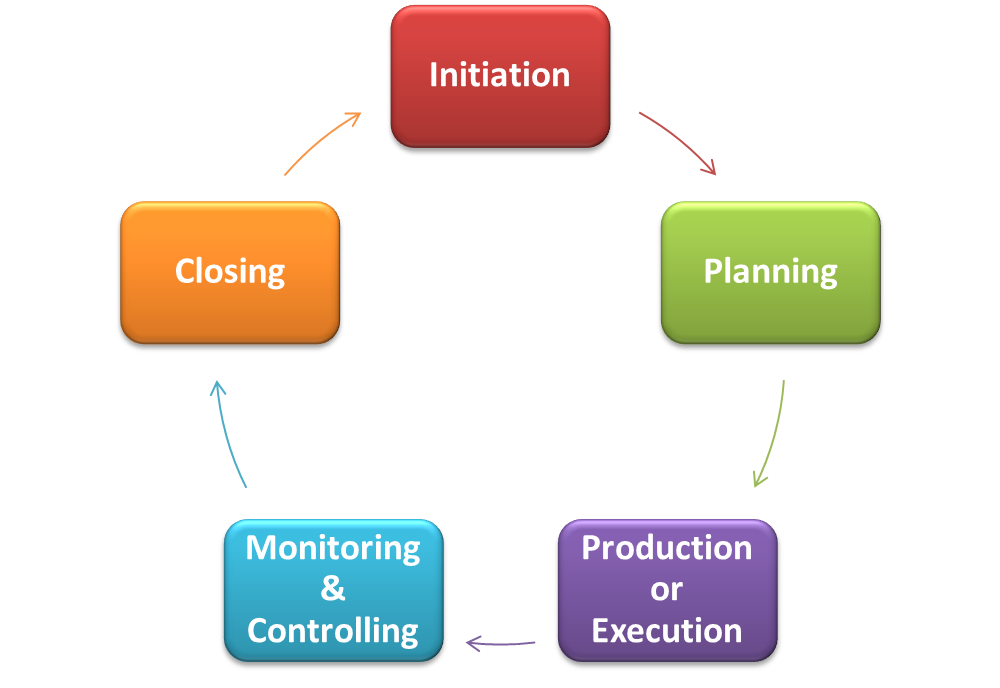 Initiation
Planning
Production
or
Execution
Monitoring
&
Controlling
Closing